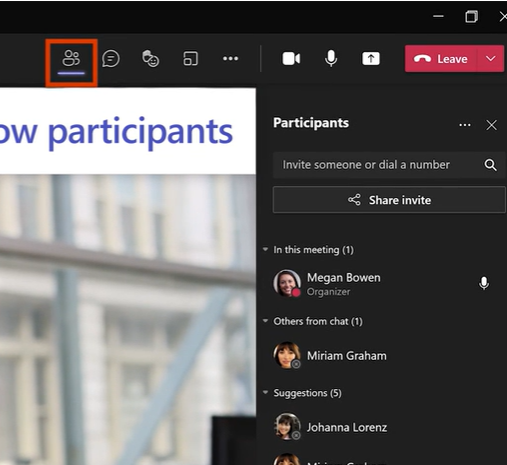 Leave
ow participants
Participants
Invite someone or dial a number
Share invite
In this meeting (1)
Megan Bowen
Organizer
Others from chat (1)
Miriam Graham
Suggestions (5)
Johanna Lorenz